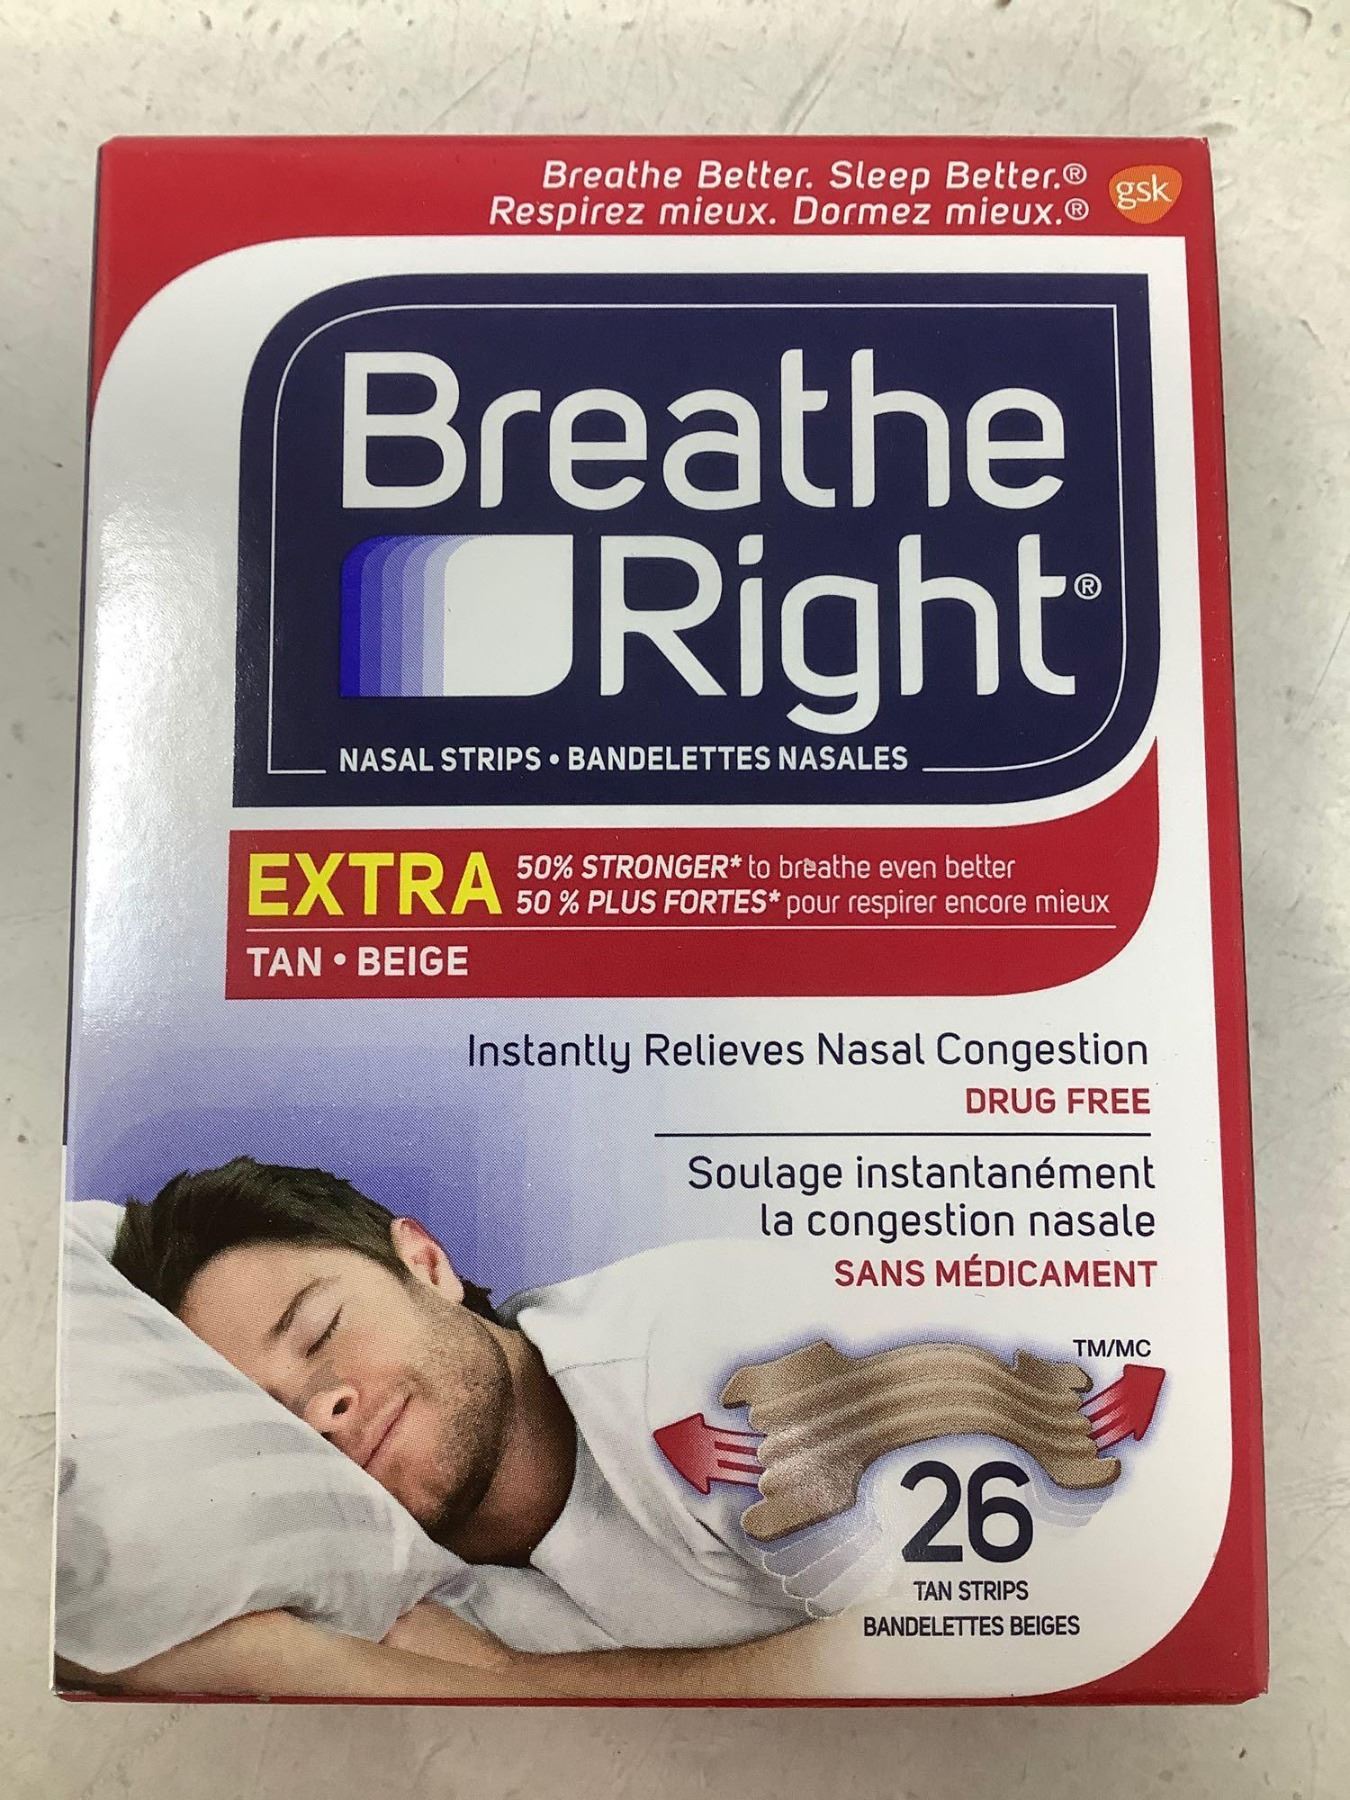 Breathe Better. Sleep Better.®
Respirez mieux. Dormez mieux.®
gsk
Breathe
Right®
NASAL STRIPS • BANDELETTES NASALES
EXTRA
50% STRONGER* to breathe even better
50 % PLUS FORTES* pour respirer encore mieux
TAN • BEIGE
Instantly Relieves Nasal Congestion
DRUG FREE
Soulage instantanément
la congestion nasale
SANS MÉDICAMENT
TM/MC
26
TAN STRIPS
BANDELETTES BEIGES